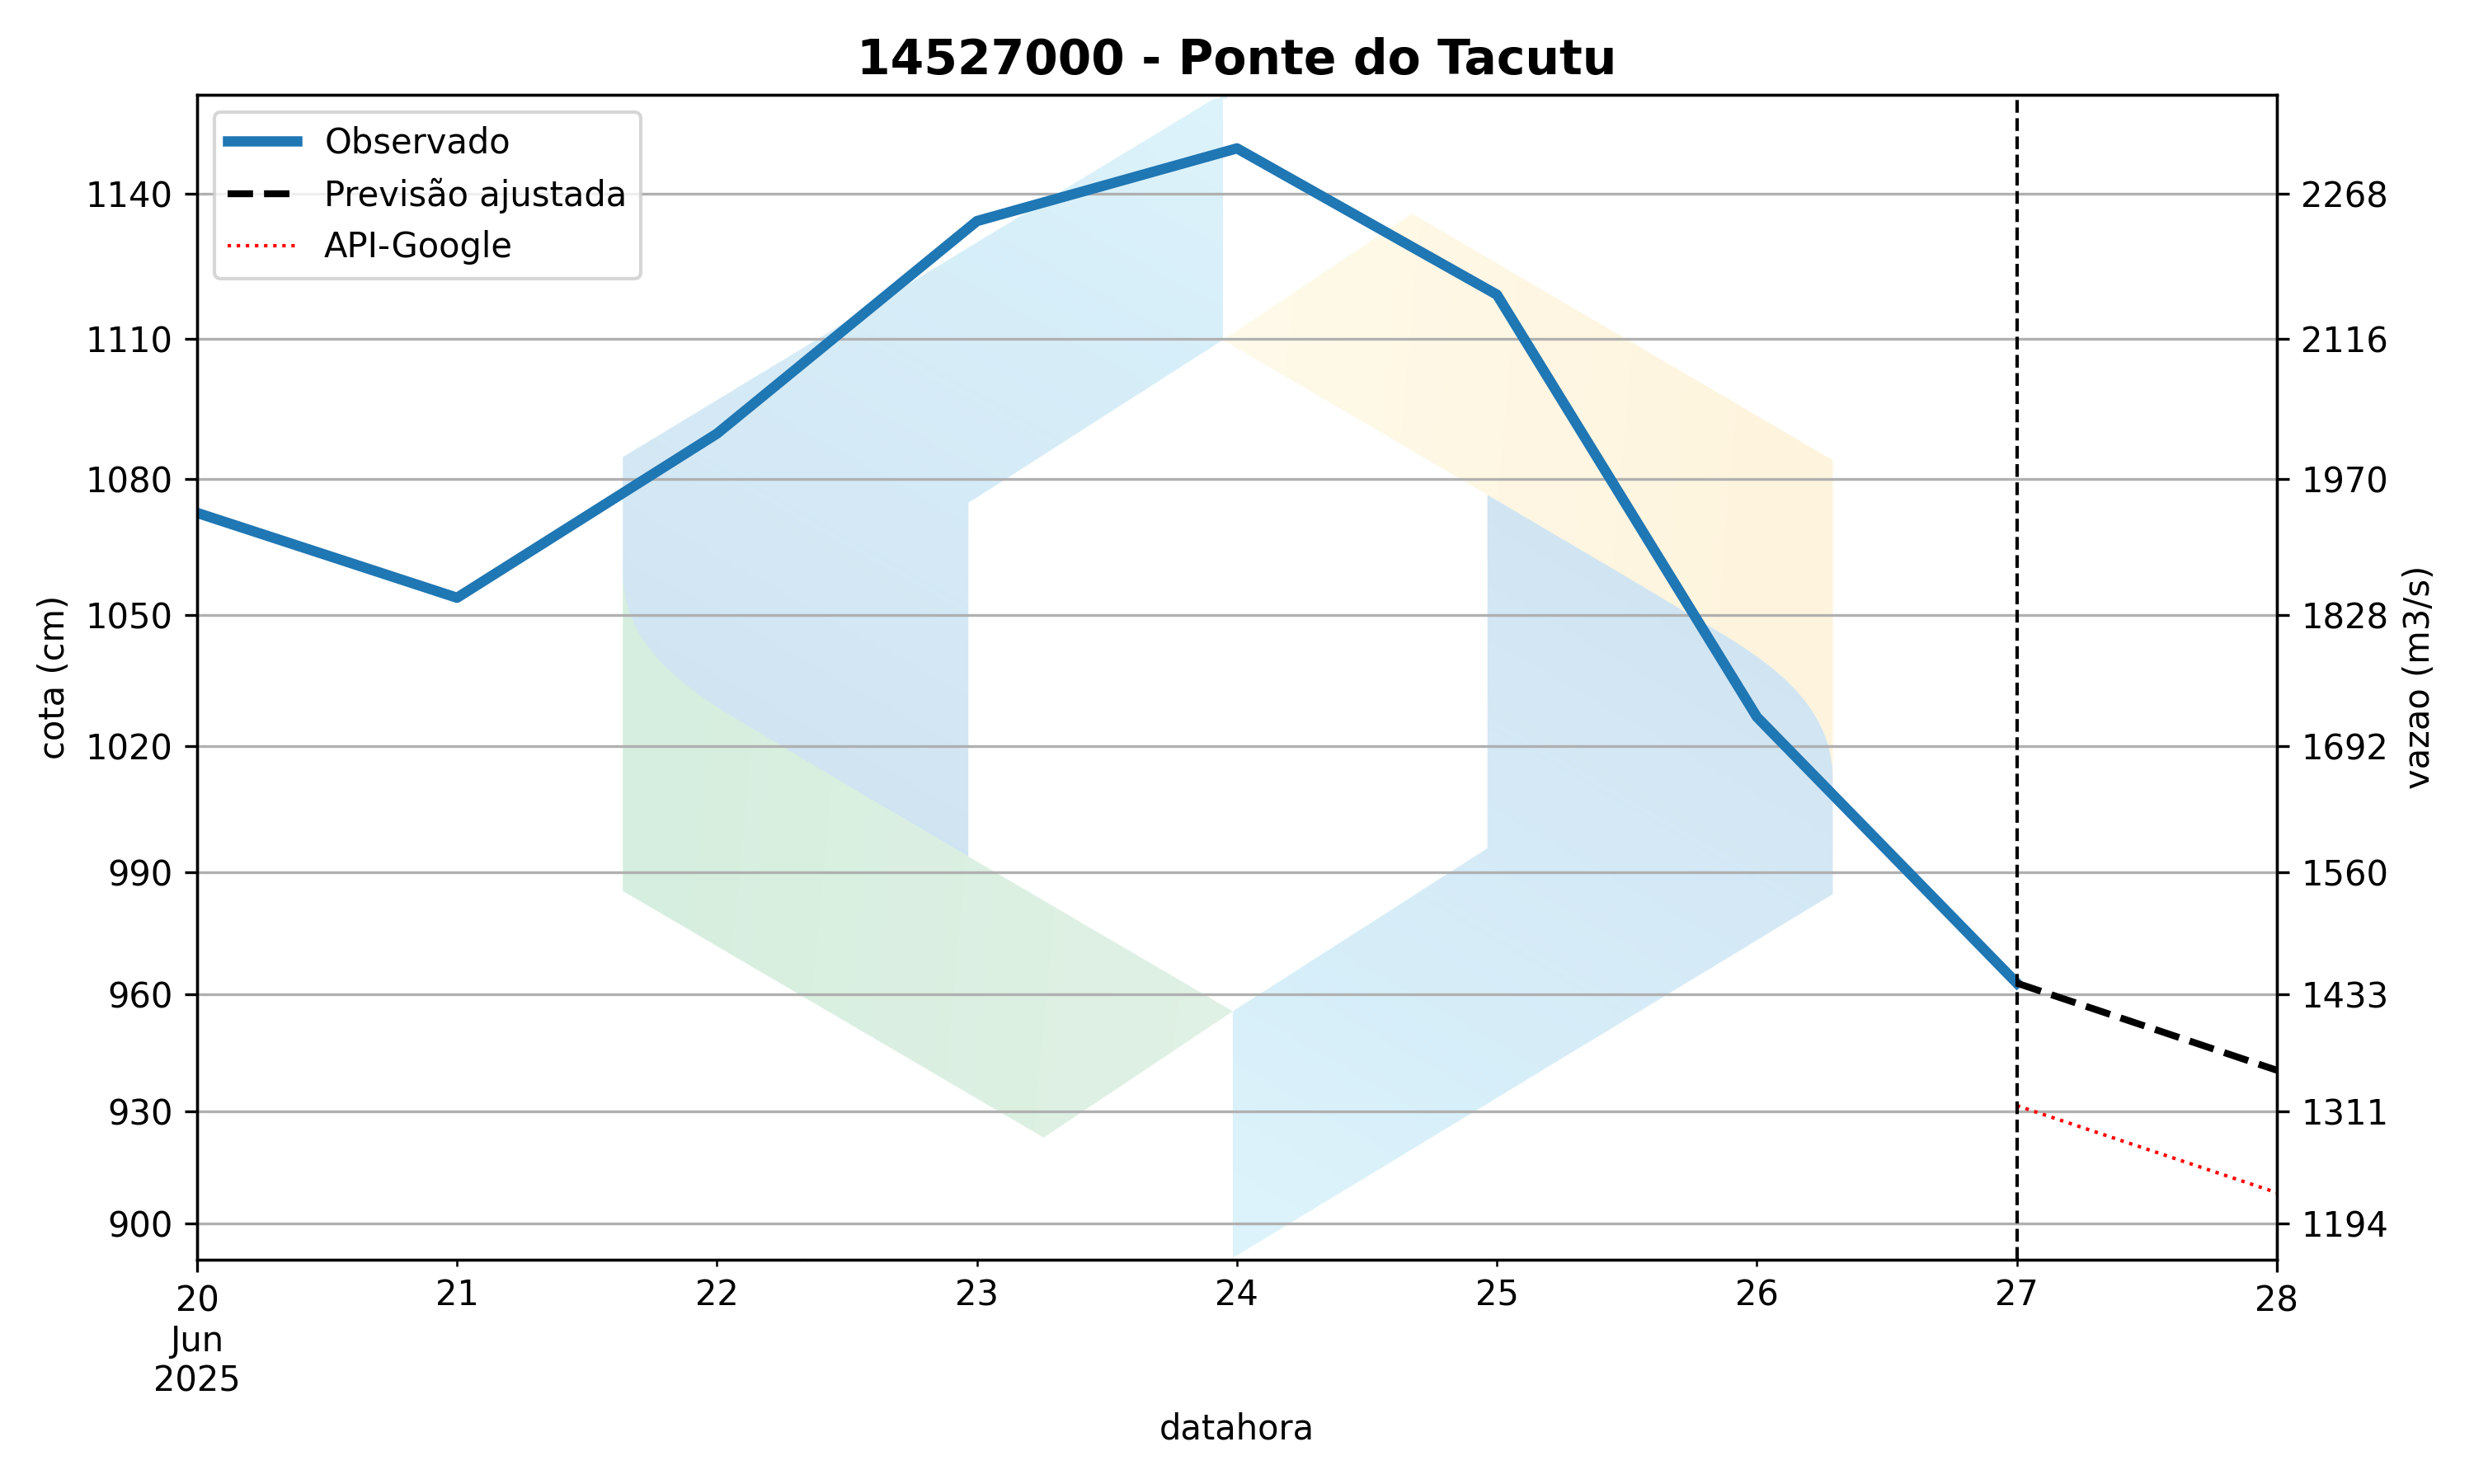 14527000 - Ponte do Tacutu
Observado
Previsão ajustada
API-Google
1140
1110
1080
1050
1020
990
960
930
900
cota (cm)
2268
2116
1970
1828
1692
1560
1433
1311
1194
vazao (m3/s)
20 21 22 23 24 25 26 27 28
Jun
2025
datahora